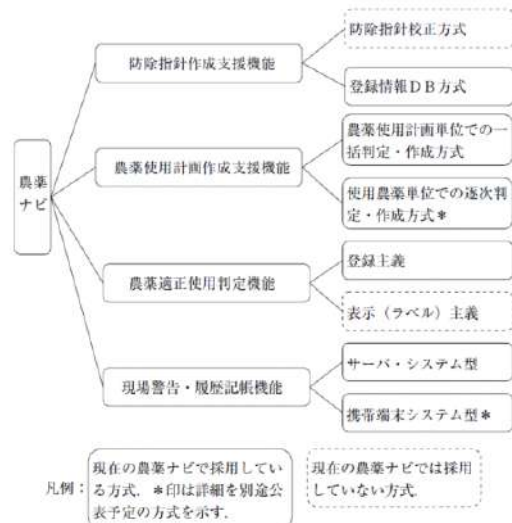 防除指針校正方式
防除指針作成支援機能
登録情報DB方式
農薬使用計画単位での一
括判定・作成方式
農薬使用計画作成支援機能
使用農薬単位での逐次判
定・作成方式*
農薬
ナビ
登録主義
農薬適正使用判定機能
表示（ラベル）主義
サーバ・システム型
現場警告・履歴記帳機能
携帯端末システム型*
凡例：
現在の農薬ナビで採用してい
る方式．*印は詳細を別途公
表予定の方式を示す．
現在の農薬ナビでは採用
していない方式．